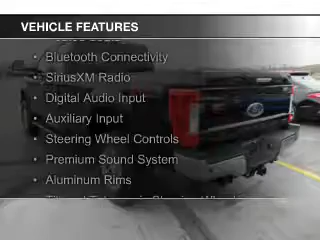 VEHICLE FEATURES
• Bluetooth Connectivity
• SiriusXM Radio
• Digital Audio Input
• Auxiliary Input
• Steering Wheel Controls
• Premium Sound System
• Aluminum Rims
Ford